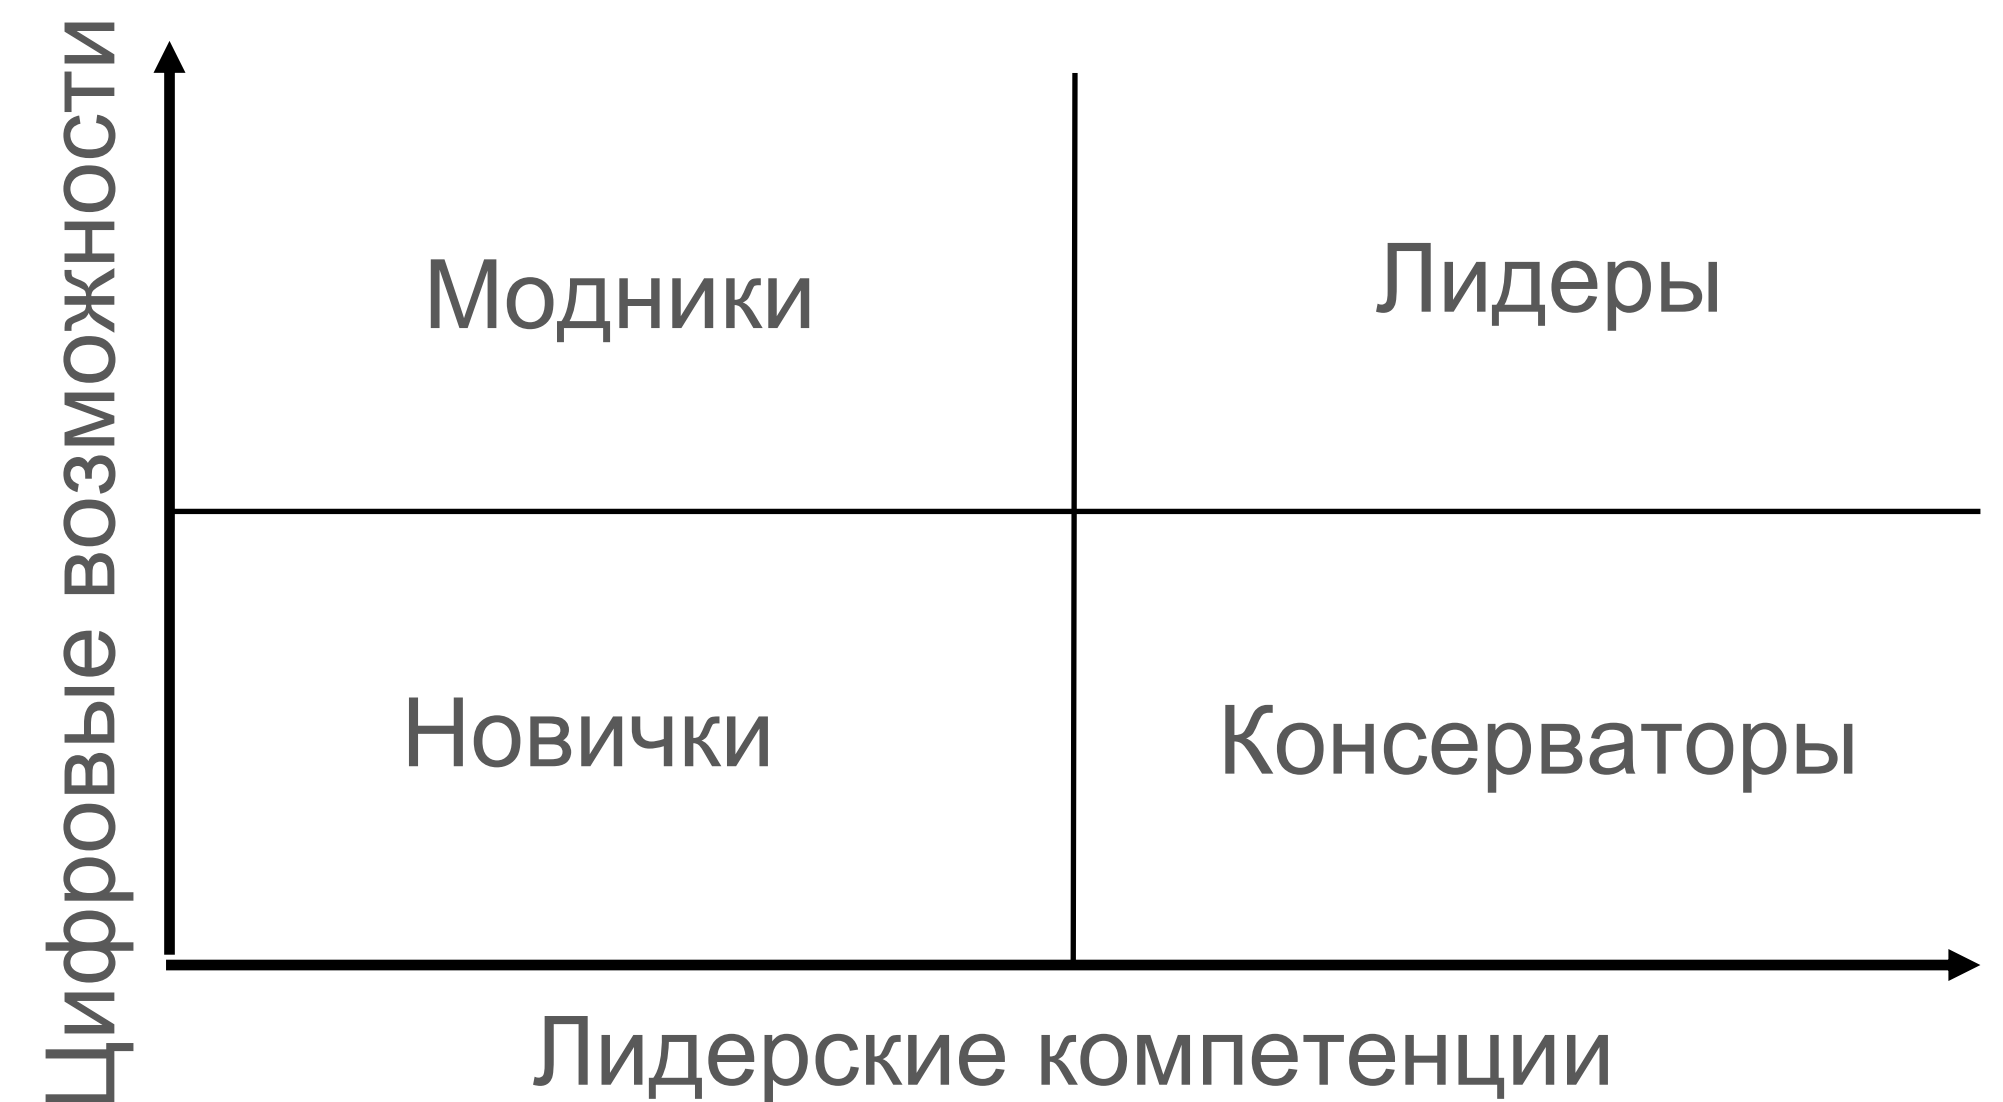 Цифровые возможности
Модники
Лидеры
Новички
Консерваторы
Лидерские компетенции